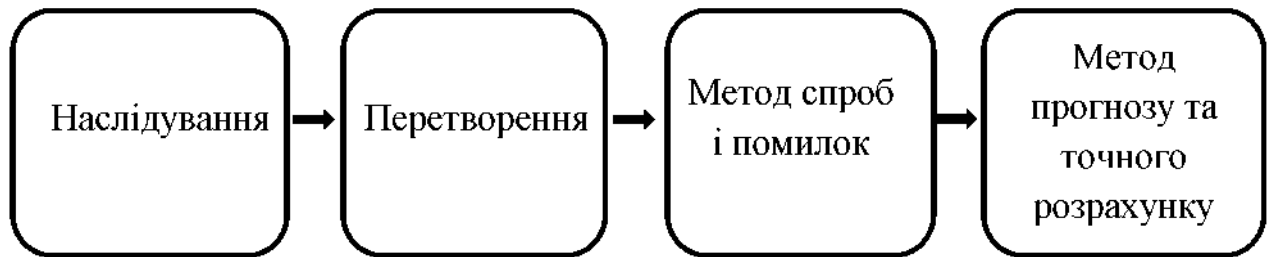 Наслідування
Перетворення
Метод спроб
і помилок
Метод
прогнозу та
точного
розрахунку